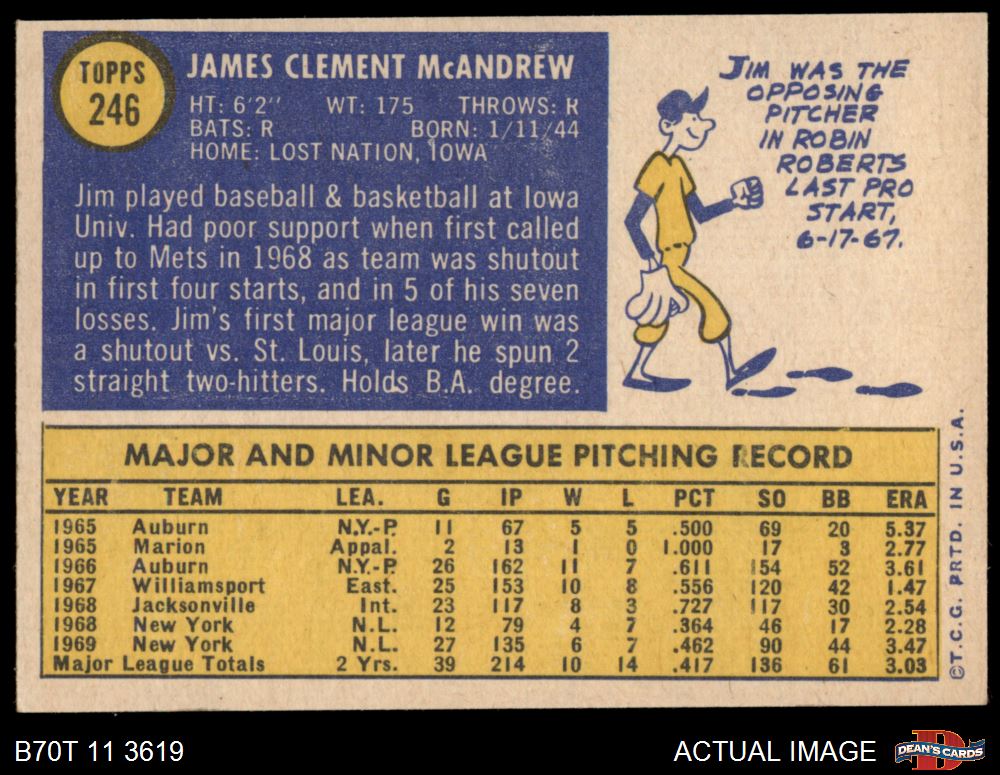 TOPPS
246
JAMES CLEMENT McANDREW
HT: 6'2" WT: 175 THROWS: R
BATS: R BORN: 1/11/44
HOME: LOST NATION, IOWA
Jim played baseball & basketball at Iowa
Univ. Had poor support when first called
up to Mets in 1968 as team was shutout
in first four starts, and in 5 of his seven
losses. Jim's first major league win was
a shutout vs. St. Louis, later he spun 2
straight two-hitters. Holds B.A. degree.
JIM WAS THE
OPPOSING
PITCHER
IN ROBIN
ROBERTS
LAST PRO
START,
6-17-67.
MAJOR AND MINOR LEAGUE PITCHING RECORD
YEAR TEAM LEA. G IP W L PCT SO BB ERA
1965 Auburn N.Y.-P. 11 67 5 5 .500 69 20 5.37
1965 Marion Appal. 2 13 1 0 1.000 17 3 2.77
1966 Auburn N.Y.-P. 26 162 11 7 .611 154 52 3.61
1967 Williamsport East. 25 153 10 8 .556 120 42 1.47
1968 Jacksonville Int. 23 117 8 3 .727 117 30 2.54
1968 New York N.L. 12 79 4 7 .364 46 17 2.28
1969 New York N.L. 27 135 6 7 .462 90 44 3.47
Major League Totals 2 Yrs. 39 214 10 14 .417 136 61 3.03
©T.C.G. PRTD. IN U.S.A.
B70T 11 3619
ACTUAL IMAGE
DEAN'S CARDS